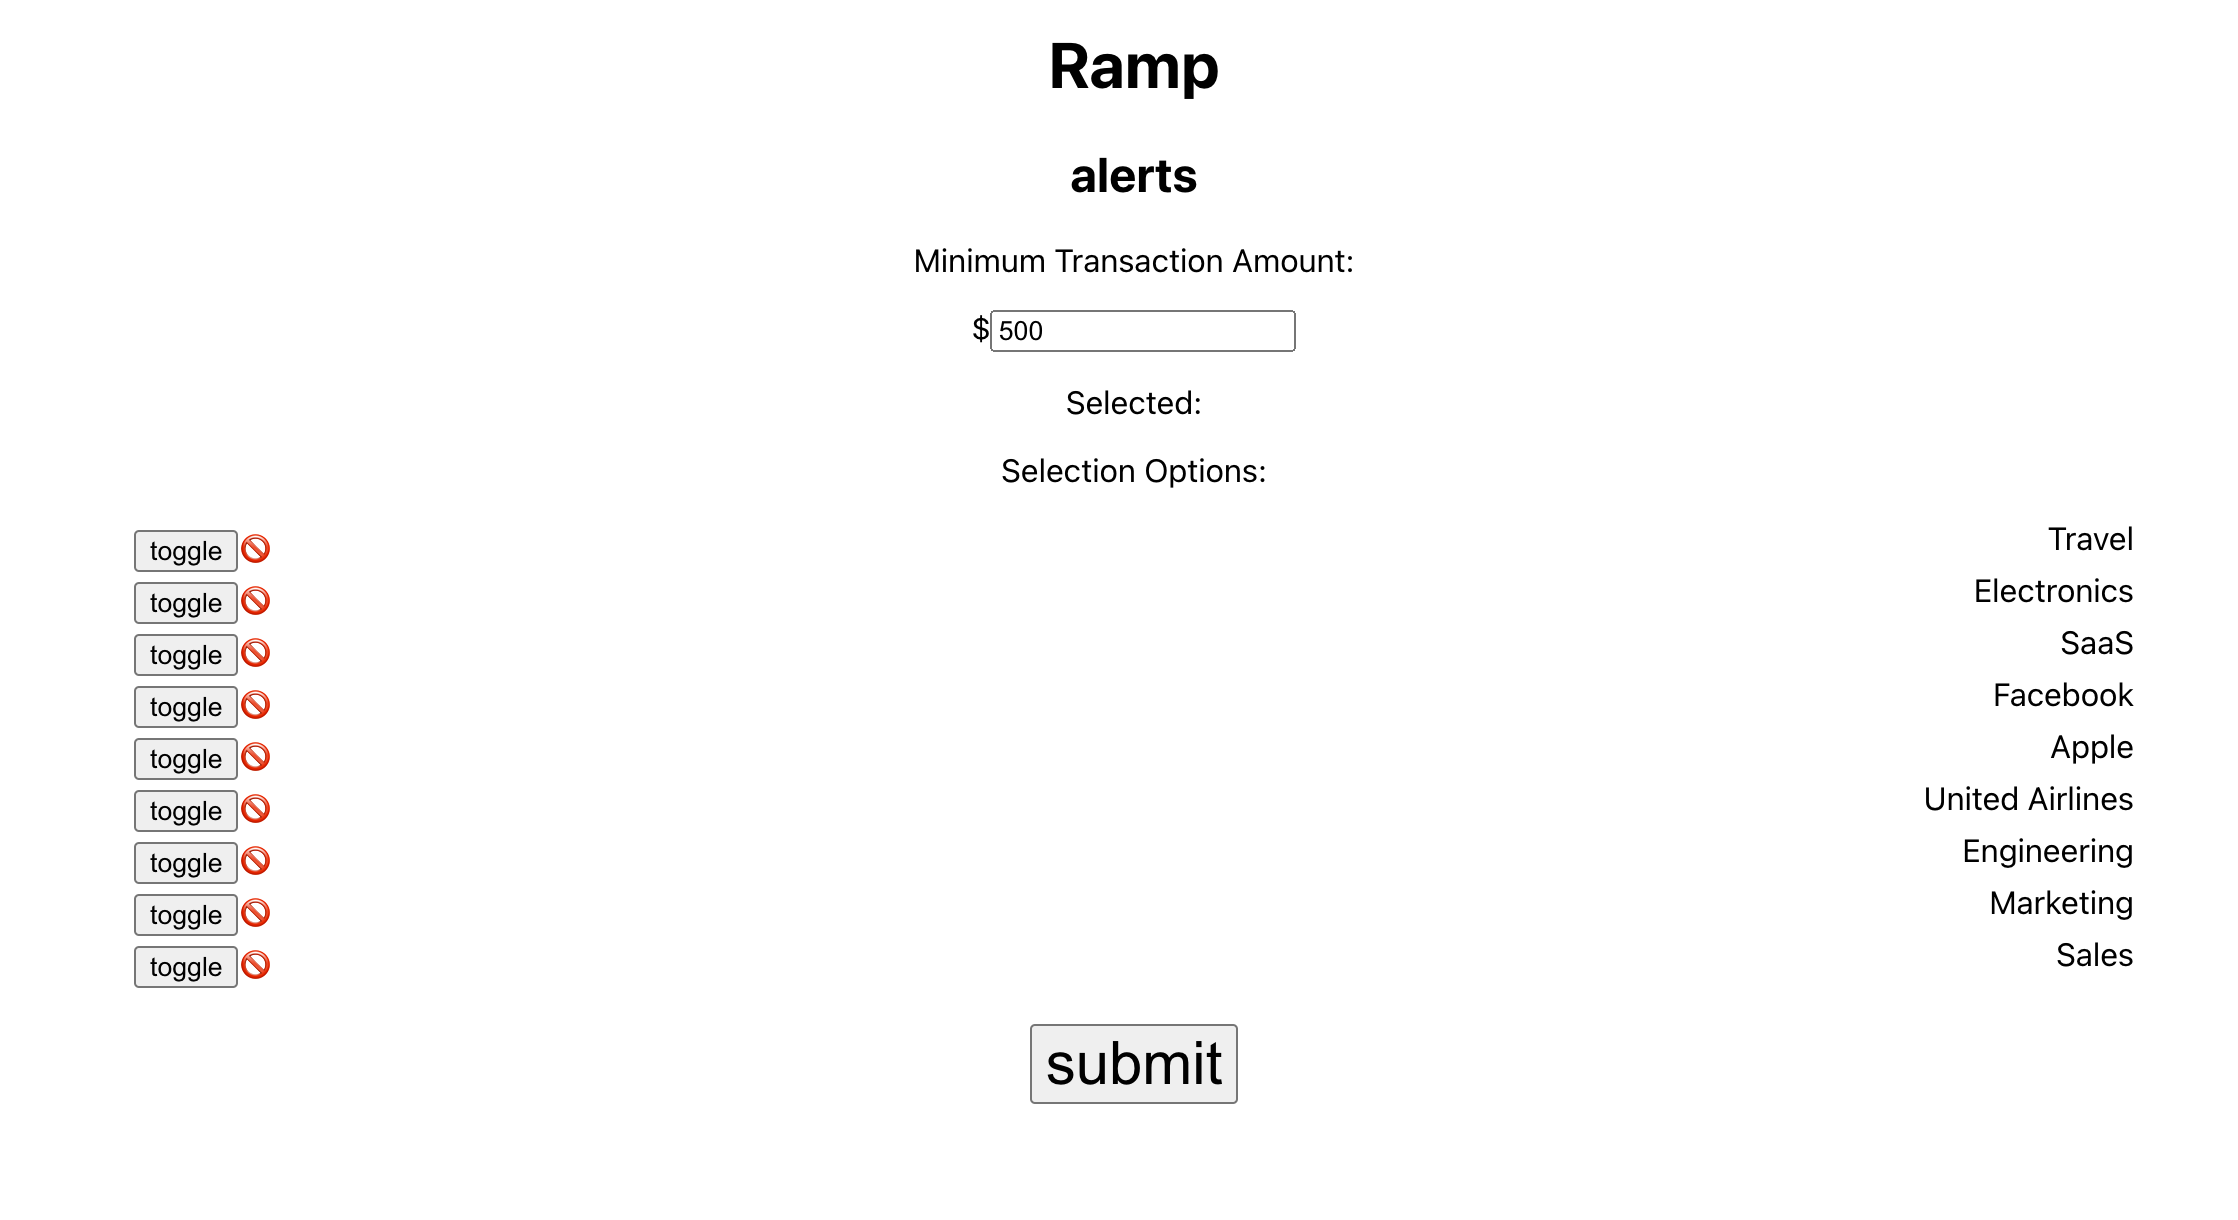 Ramp
alerts
Minimum Transaction Amount:
$500
Selected:
Selection Options:
toggle Travel
toggle Electronics
toggle SaaS
toggle Facebook
toggle Apple
toggle United Airlines
toggle Engineering
toggle Marketing
toggle Sales
submit